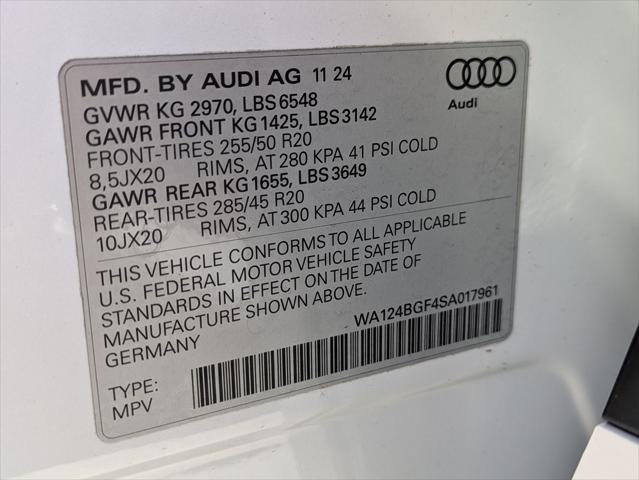 MFD. BY AUDI AG 11 24
Audi
GVWR KG 2970, LBS 6548
GAWR FRONT KG 1425, LBS 3142
FRONT-TIRES 255/50 R20
8,5JX20 RIMS, AT 280 KPA 41 PSI COLD
GAWR REAR KG 1655, LBS 3649
REAR-TIRES 285/45 R20
10JX20 RIMS, AT 300 KPA 44 PSI COLD
THIS VEHICLE CONFORMS TO ALL APPLICABLE
U.S. FEDERAL MOTOR VEHICLE SAFETY
STANDARDS IN EFFECT ON THE DATE OF
MANUFACTURE SHOWN ABOVE.
GERMANY
WA124BGF4SA017961
TYPE:
MPV